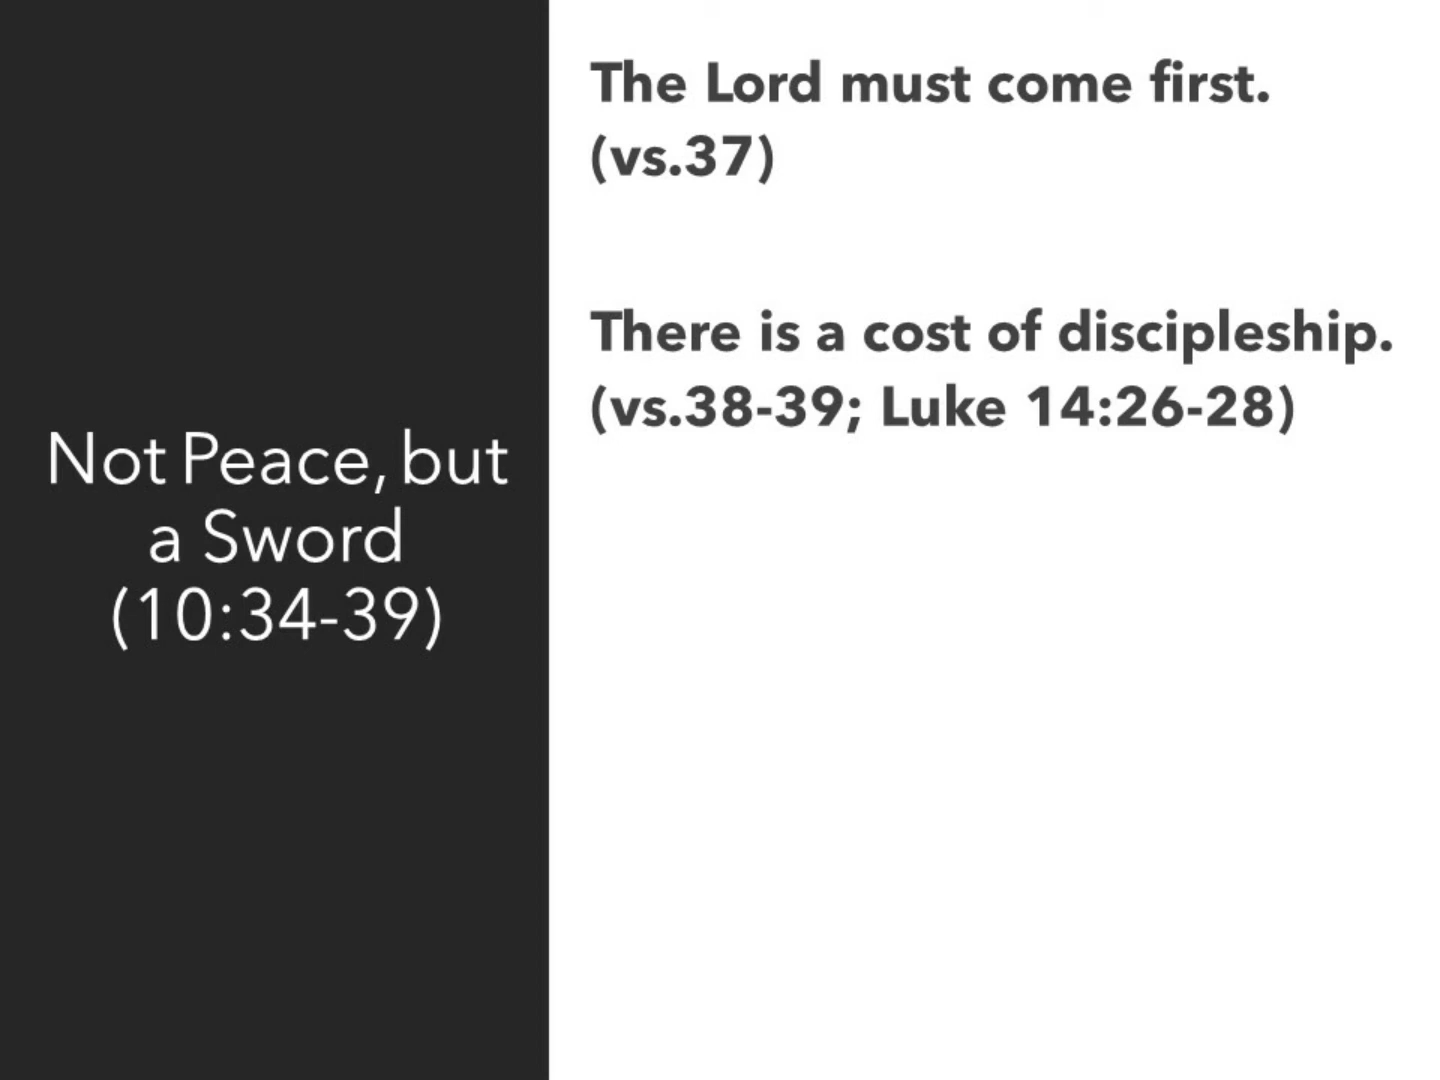 Not Peace, but
a Sword
(10:34-39)
The Lord must come first.
(vs.37)
There is a cost of discipleship.
(vs.38-39; Luke 14:26-28)